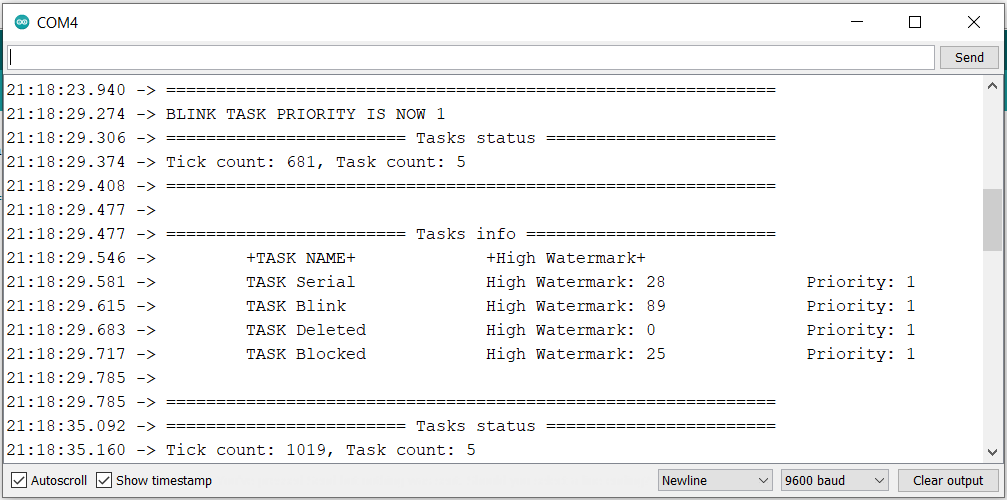 COM4
Send
21:18:23.940 -> =============================================================
21:18:29.274 -> BLINK TASK PRIORITY IS NOW 1
21:18:29.306 -> ======================== Tasks status =======================
21:18:29.374 -> Tick count: 681, Task count: 5
21:18:29.408 -> =============================================================
21:18:29.477 ->
21:18:29.477 -> ======================== Tasks info =========================
21:18:29.546 ->         +TASK NAME+             +High Watermark+
21:18:29.581 ->         TASK Serial             High Watermark: 28              Priority: 1
21:18:29.615 ->         TASK Blink              High Watermark: 89              Priority: 1
21:18:29.683 ->         TASK Deleted            High Watermark: 0               Priority: 1
21:18:29.717 ->         TASK Blocked            High Watermark: 25              Priority: 1
21:18:29.785 ->
21:18:29.785 -> =============================================================
21:18:35.092 -> ======================== Tasks status =======================
21:18:35.160 -> Tick count: 1019, Task count: 5
Autoscroll Show timestamp Newline 9600 baud Clear output